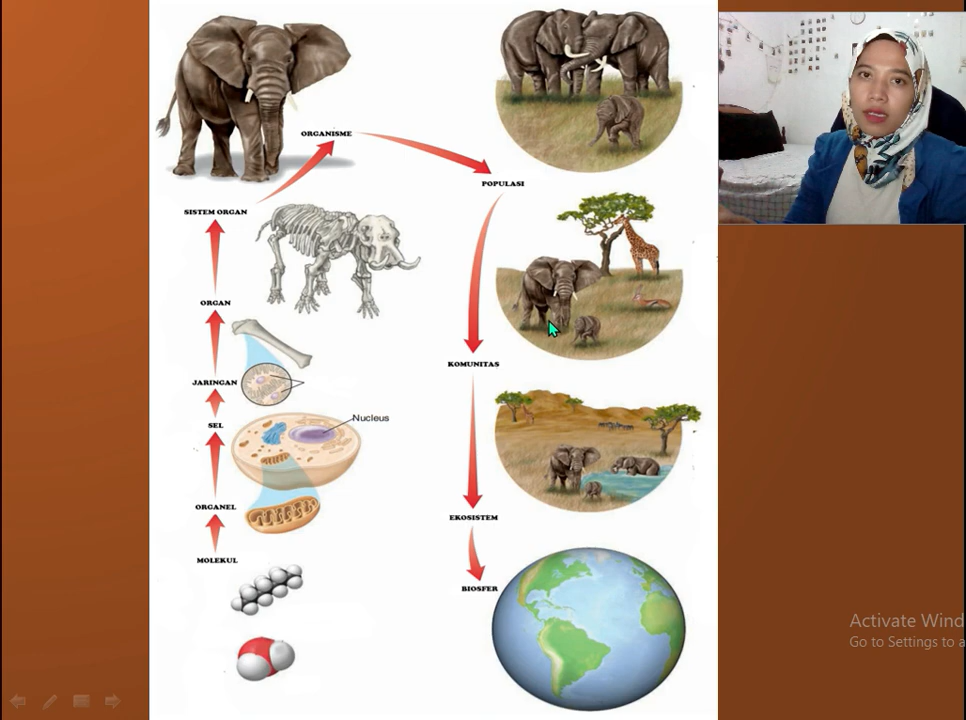 ORGANISME
POPULASI
SISTEM ORGAN
ORGAN
KOMUNITAS
JARINGAN
Nucleus
SEL
ORGANEL
EKOSISTEM
MOLEKUL
BIOSFER
Activate Wind
Go to Settings to a